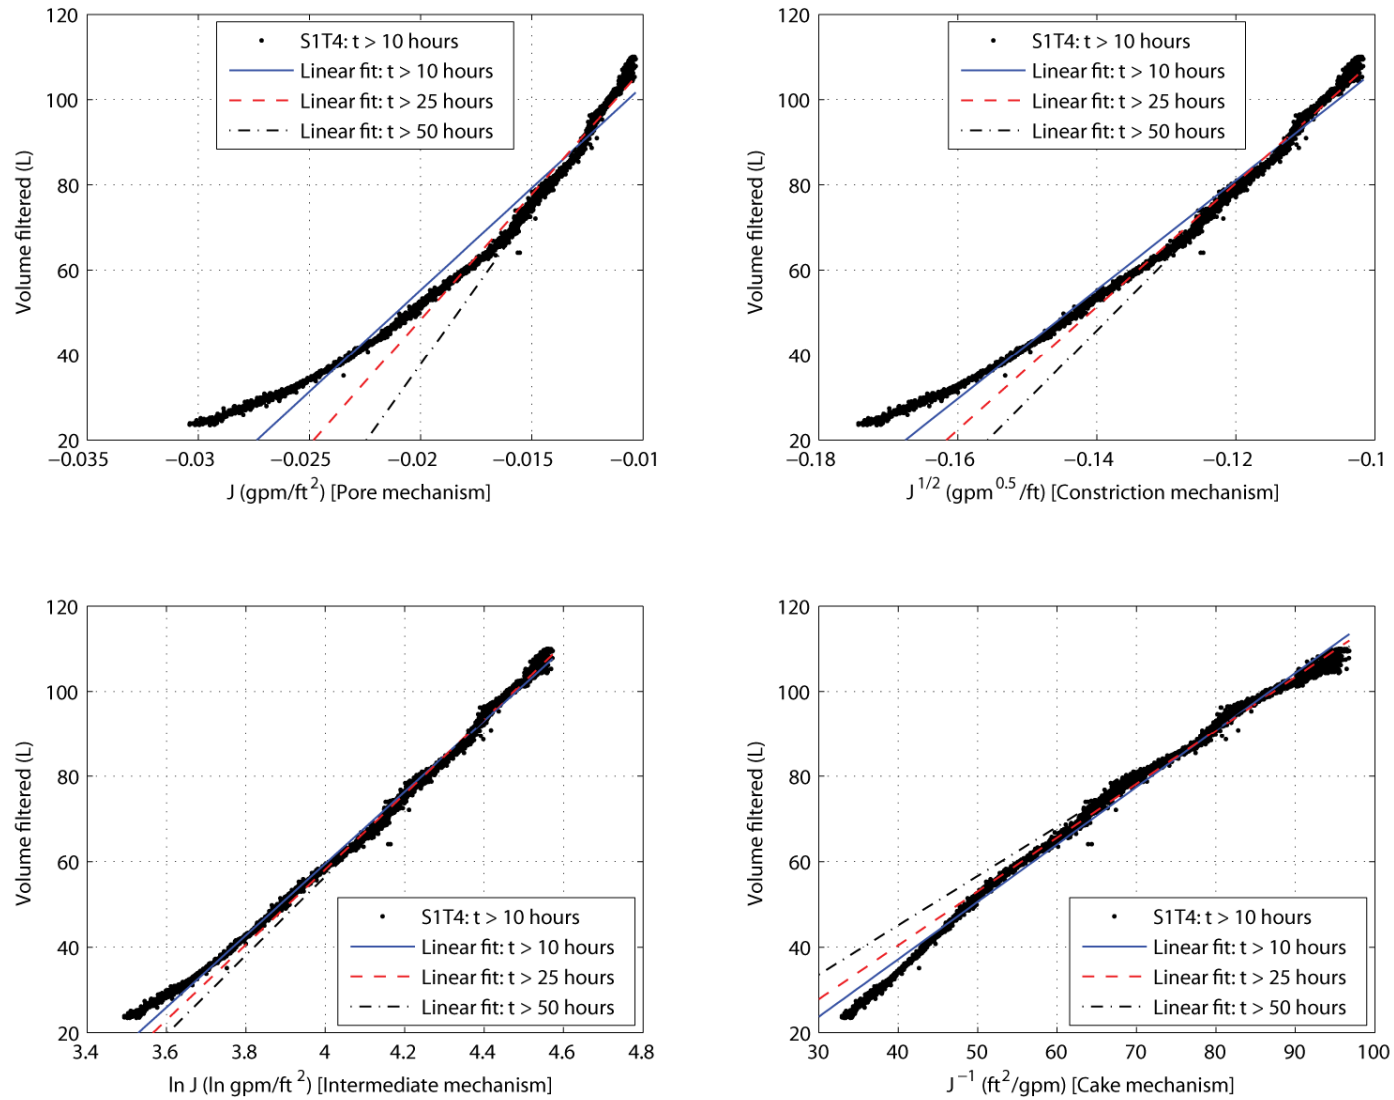 120
100
80
60
40
20
Volume filtered (L)
S1T4: t > 10 hours
Linear fit: t > 10 hours
Linear fit: t > 25 hours
Linear fit: t > 50 hours
−0.035 −0.03 −0.025 −0.02 −0.015 −0.01
J (gpm/ft²) [Pore mechanism]
120
100
80
60
40
20
Volume filtered (L)
S1T4: t > 10 hours
Linear fit: t > 10 hours
Linear fit: t > 25 hours
Linear fit: t > 50 hours
−0.18 −0.16 −0.14 −0.12 −0.1
J^1/2 (gpm^0.5/ft) [Constriction mechanism]
120
100
80
60
40
20
Volume filtered (L)
S1T4: t > 10 hours
Linear fit: t > 10 hours
Linear fit: t > 25 hours
Linear fit: t > 50 hours
3.4 3.6 3.8 4 4.2 4.4 4.6 4.8
ln J (ln gpm/ft²) [Intermediate mechanism]
120
100
80
60
40
20
Volume filtered (L)
S1T4: t > 10 hours
Linear fit: t > 10 hours
Linear fit: t > 25 hours
Linear fit: t > 50 hours
30 40 50 60 70 80 90 100
J⁻¹ (ft²/gpm) [Cake mechanism]